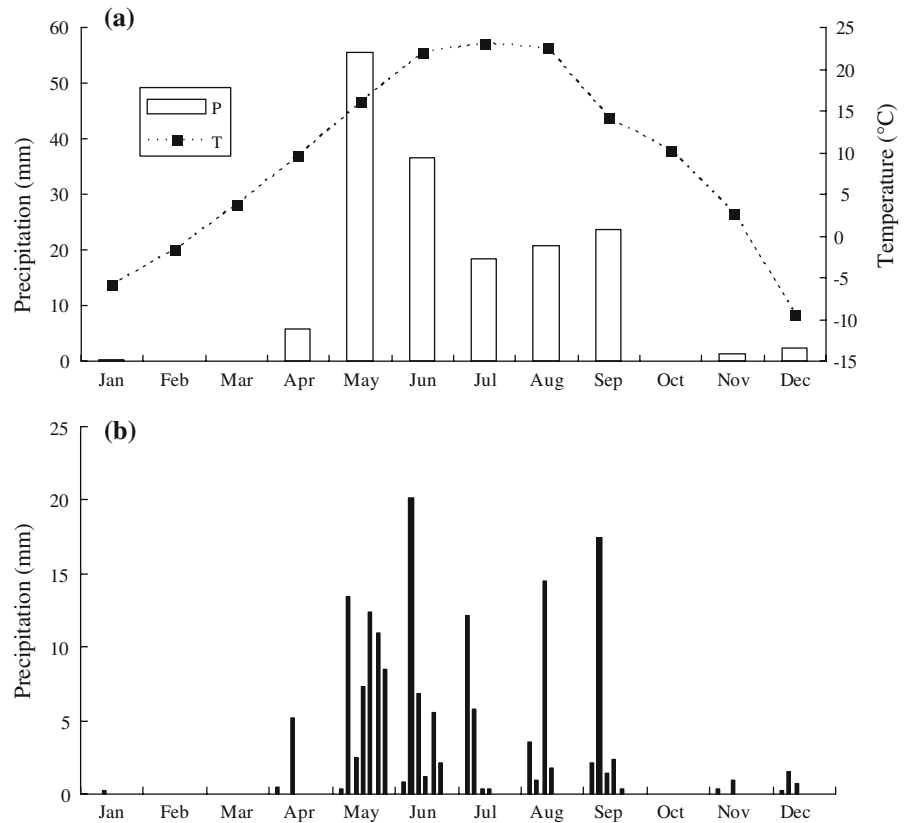 (a)
60
50
40
30
20
10
0
Precipitation (mm)
P
T
25
20
15
10
5
0
-5
-10
-15
Temperature (°C)
Jan Feb Mar Apr May Jun Jul Aug Sep Oct Nov Dec
(b)
25
20
15
10
5
0
Precipitation (mm)
Jan Feb Mar Apr May Jun Jul Aug Sep Oct Nov Dec